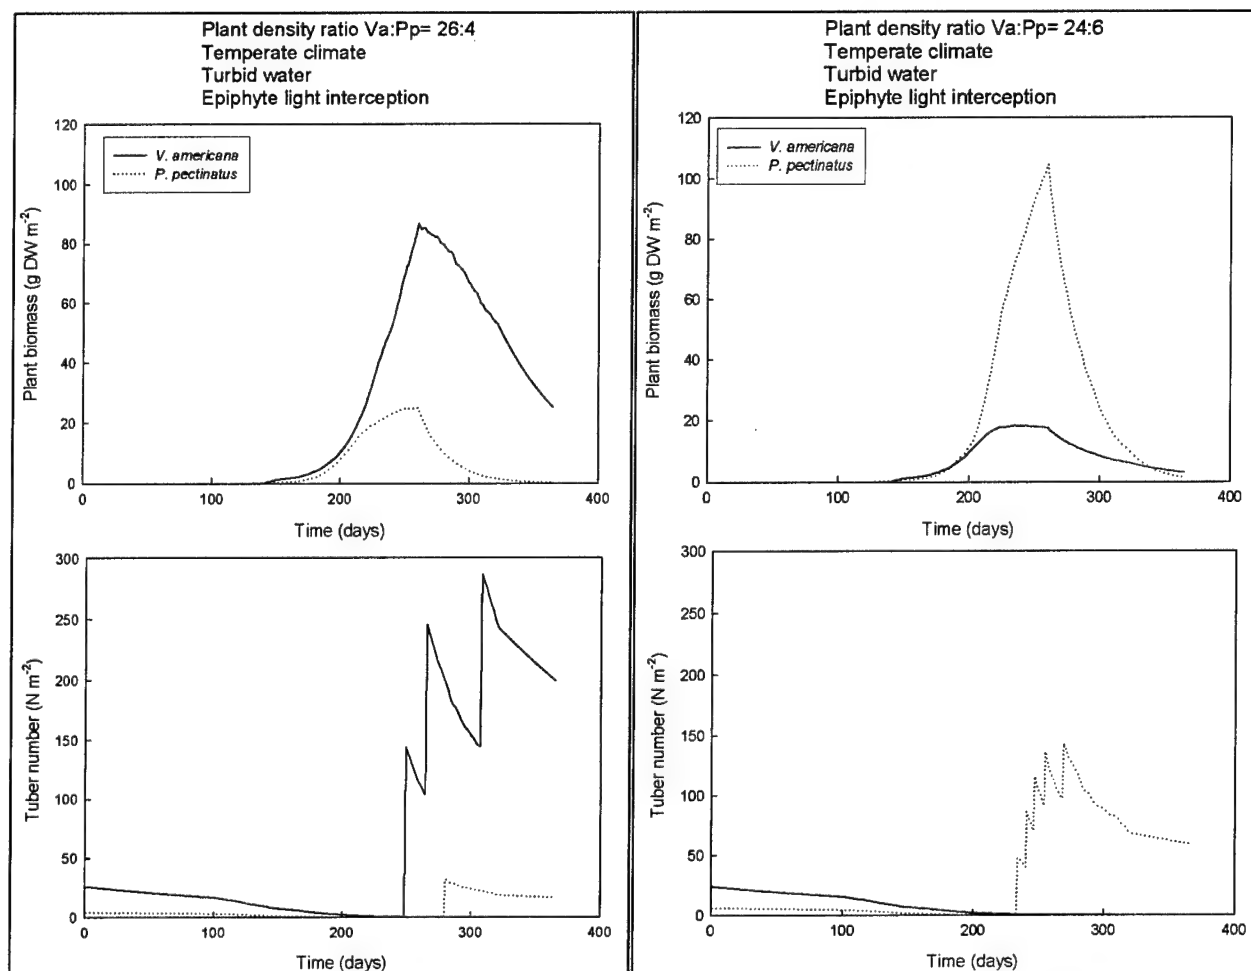 Plant density ratio Va:Pp= 26:4
Temperate climate
Turbid water
Epiphyte light interception
120
100
80
60
40
20
0
Plant biomass (g DW m-2)
V. americana
P. pectinatus
0
100
200
300
400
Time (days)
300
250
200
150
100
50
0
Tuber number (N m-2)
0
100
200
300
400
Time (days)
Plant density ratio Va:Pp= 24:6
Temperate climate
Turbid water
Epiphyte light interception
120
100
80
60
40
20
0
Plant biomass (g DW m-2)
V. americana
P. pectinatus
0
100
200
300
400
Time (days)
300
250
200
150
100
50
0
Tuber number (N m-2)
0
100
200
300
400
Time (days)